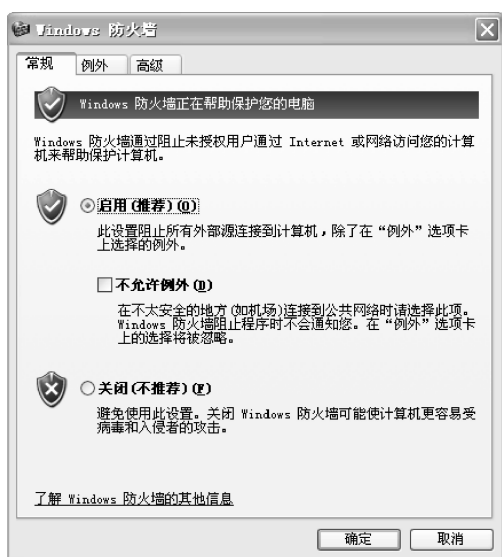 Windows 防火墙
常规 例外 高级
Windows 防火墙正在帮助保护您的电脑
Windows 防火墙通过阻止未授权用户通过 Internet 或网络访问您的计算
机来帮助保护计算机。
启用(推荐)(O)
此设置阻止所有外部源连接到计算机，除了在“例外”选项卡
上选择的例外。
不允许例外(D)
在不太安全的地方(如机场)连接到公共网络时请选择此项。
Windows 防火墙阻止程序时不会通知您。在“例外”选项卡
上的选择将被忽略。
关闭(不推荐)(F)
避免使用此设置。关闭 Windows 防火墙可能使计算机更容易受
病毒和入侵者的攻击。
了解 Windows 防火墙的其他信息
确定 取消